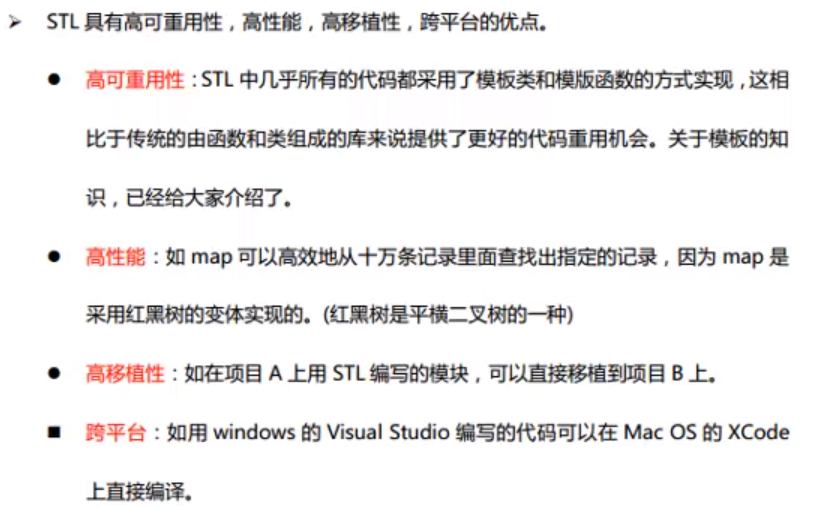 ➢ STL 具有高可重用性，高性能，高移植性，跨平台的优点。
● 高可重用性：STL 中几乎所有的代码都采用了模板类和模版函数的方式实现，这相
比于传统的由函数和类组成的库来说提供了更好的代码重用机会。关于模板的知
识，已经给大家介绍了。
● 高性能：如 map 可以高效地从十万条记录里面查找出指定的记录，因为 map 是
采用红黑树的变体实现的。(红黑树是平横二叉树的一种)
● 高移植性：如在项目 A 上用 STL 编写的模块，可以直接移植到项目 B 上。
■ 跨平台：如用 windows 的 Visual Studio 编写的代码可以在 Mac OS 的 XCode
上直接编译。